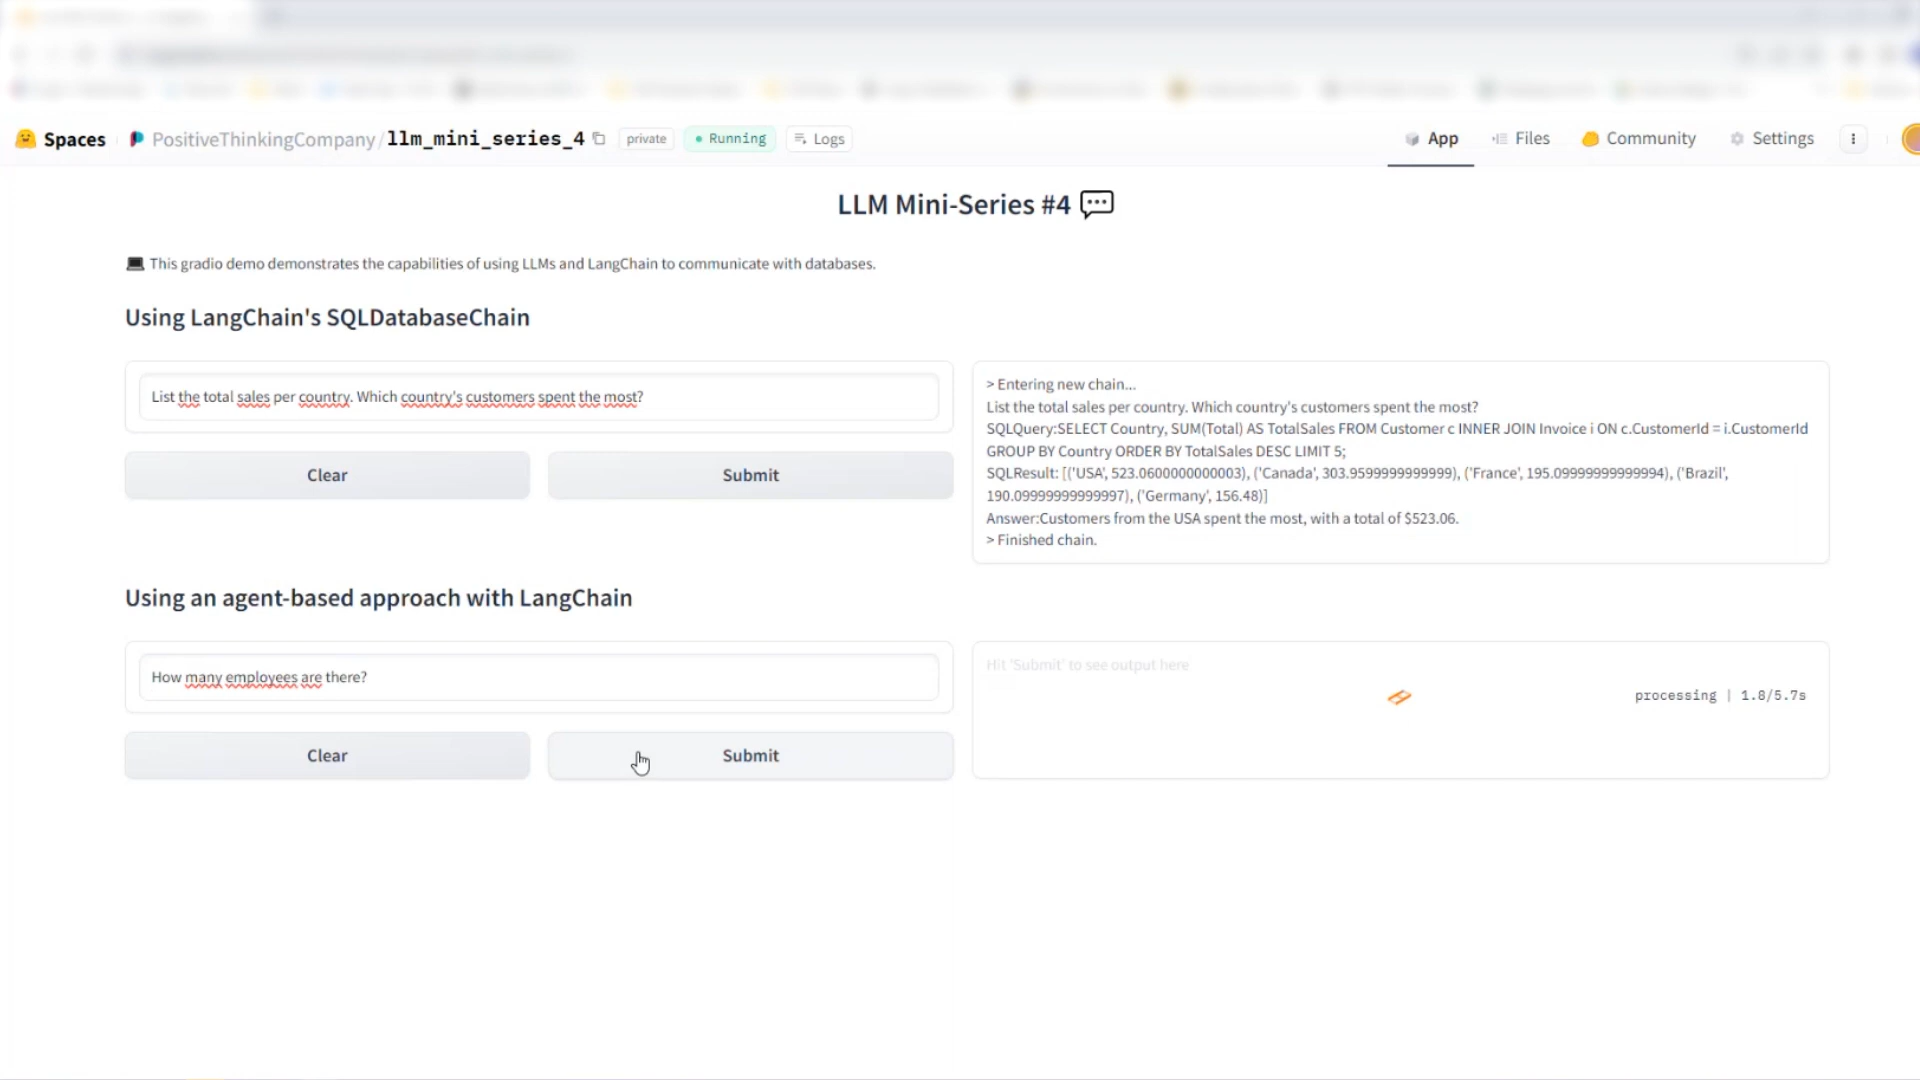 Spaces PositiveThinkingCompany/llm_mini_series_4 private Running Logs App Files Community Settings
LLM Mini-Series #4
This gradio demo demonstrates the capabilities of using LLMs and LangChain to communicate with databases.
Using LangChain's SQLDatabaseChain
List the total sales per country. Which country's customers spent the most?
Clear Submit
> Entering new chain...
List the total sales per country. Which country's customers spent the most?
SQLQuery:SELECT Country, SUM(Total) AS TotalSales FROM Customer c INNER JOIN Invoice i ON c.CustomerId = i.CustomerId
GROUP BY Country ORDER BY TotalSales DESC LIMIT 5;
SQLResult: [('USA', 523.0600000000003), ('Canada', 303.9599999999999), ('France', 195.09999999999994), ('Brazil',
190.09999999999997), ('Germany', 156.48)]
Answer:Customers from the USA spent the most, with a total of $523.06.
> Finished chain.
Using an agent-based approach with LangChain
How many employees are there?
Clear Submit
Hit 'Submit' to see output here
processing | 1.8/5.7s